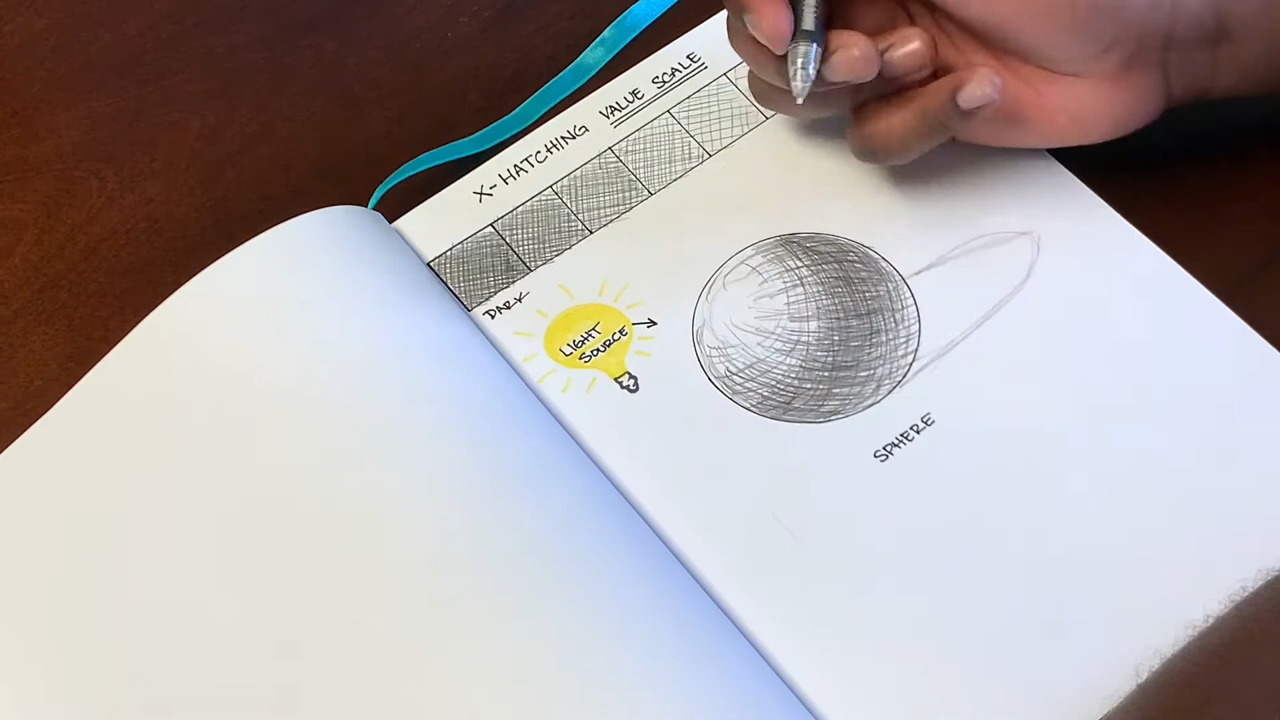 X-HATCHING VALUE SCALE
DARK
LIGHT
SOURCE
SPHERE